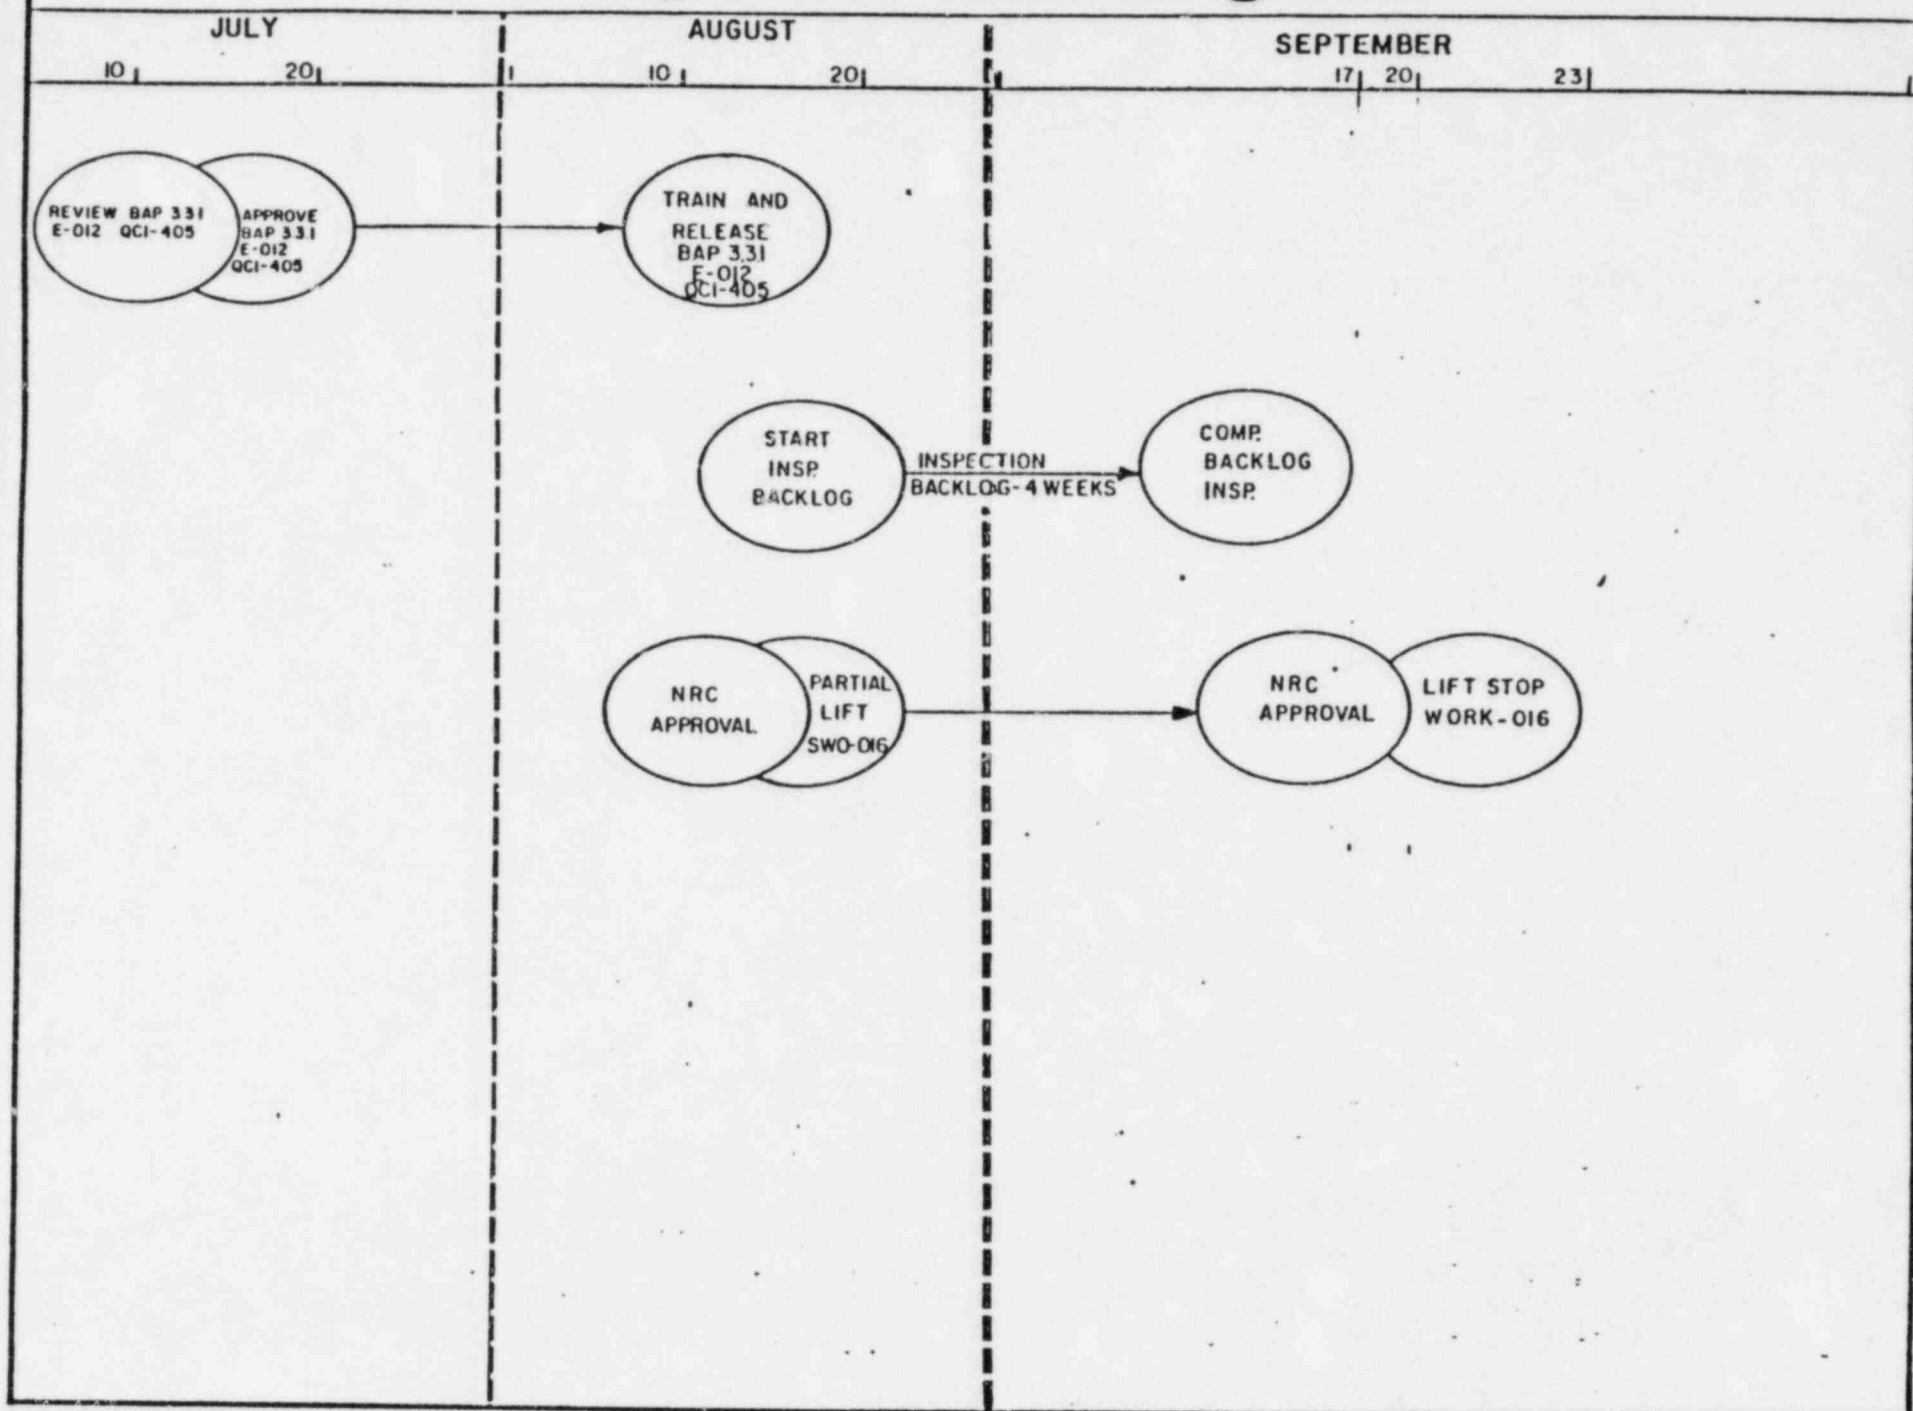 JULY
AUGUST
SEPTEMBER
10
20
1
10
20
17
20
23
REVIEW BAP 3.31
E-012 QCI-405
APPROVE
BAP 3.3.1
E-012
QCI-405
TRAIN AND
RELEASE
BAP 3.31
E-012
QCI-405
START
INSP.
BACKLOG
INSPECTION
BACKLOG-4 WEEKS
COMP.
BACKLOG
INSP.
NRC
APPROVAL
PARTIAL
LIFT
SWO-016
NRC
APPROVAL
LIFT STOP
WORK-016